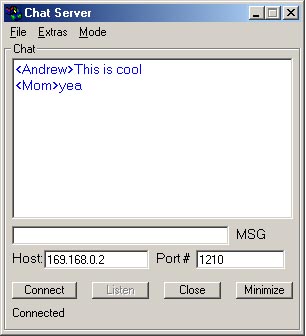 Chat Server
File Extras Mode
Chat
<Andrew>This is cool
<Mom>yea
MSG
Host: 169.168.0.2 Port # 1210
Connect Listen Close Minimize
Connected